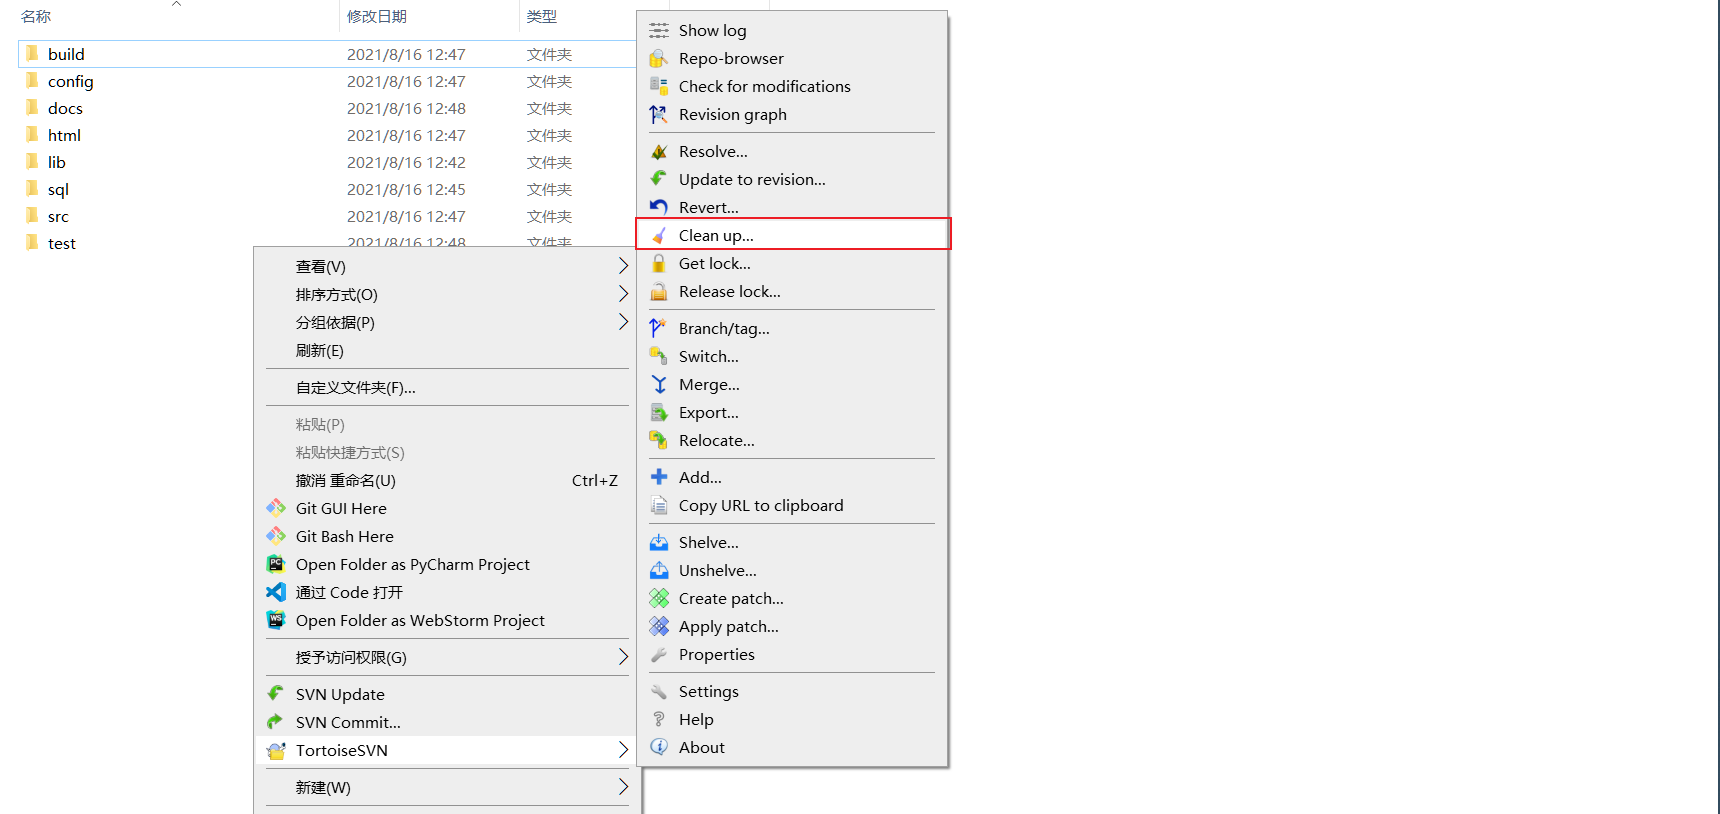 名称 修改日期 类型
build 2021/8/16 12:47 文件夹
config 2021/8/16 12:47 文件夹
docs 2021/8/16 12:48 文件夹
html 2021/8/16 12:47 文件夹
lib 2021/8/16 12:42 文件夹
sql 2021/8/16 12:45 文件夹
src 2021/8/16 12:47 文件夹
test 2021/8/16 12:48 文件夹
查看(V)
排序方式(O)
分组依据(P)
刷新(E)
自定义文件夹(F)...
粘贴(P)
粘贴快捷方式(S)
撤消 重命名(U) Ctrl+Z
Git GUI Here
Git Bash Here
Open Folder as PyCharm Project
通过 Code 打开
Open Folder as WebStorm Project
授予访问权限(G)
SVN Update
SVN Commit...
TortoiseSVN
新建(W)
Show log
Repo-browser
Check for modifications
Revision graph
Resolve...
Update to revision...
Revert...
Clean up...
Get lock...
Release lock...
Branch/tag...
Switch...
Merge...
Export...
Relocate...
Add...
Copy URL to clipboard
Shelve...
Unshelve...
Create patch...
Apply patch...
Properties
Settings
Help
About